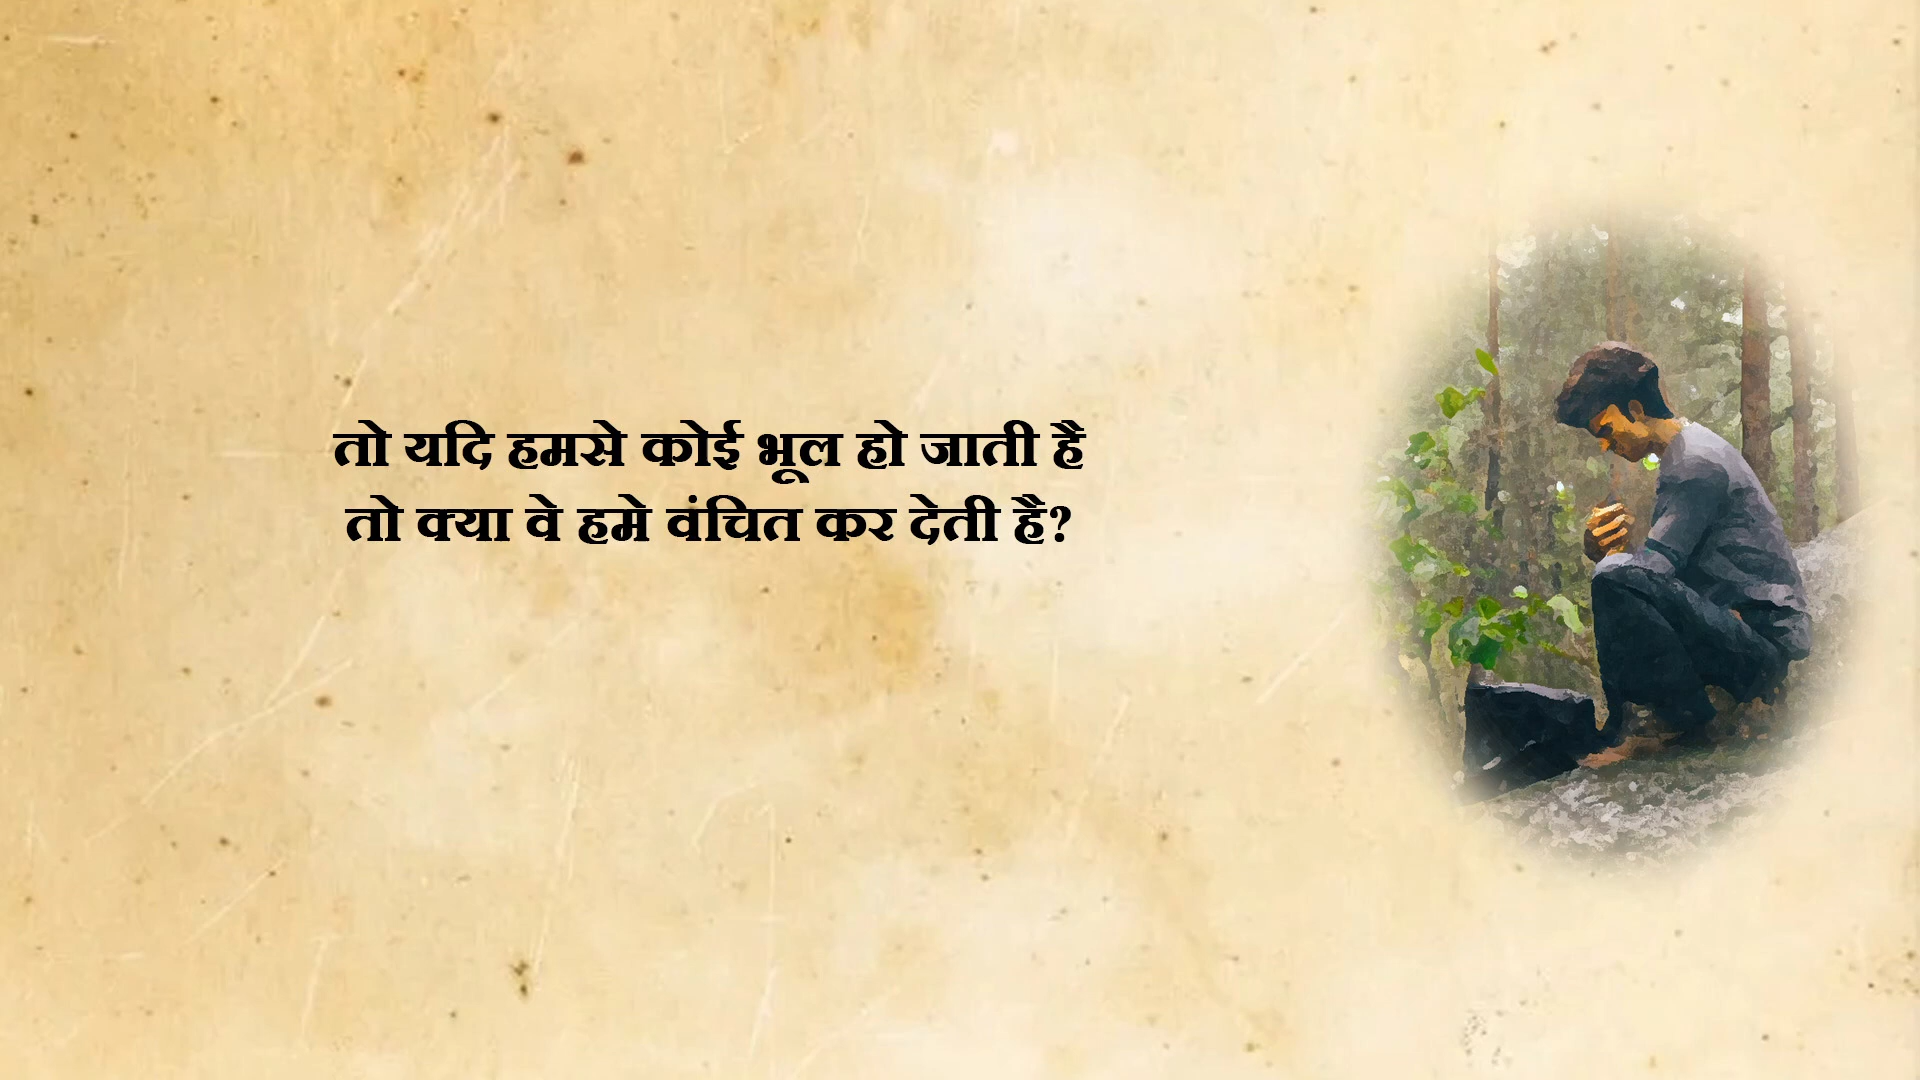 तो यदि हमसे कोई भूल हो जाती है
तो क्या वे हमे वंचित कर देती है?